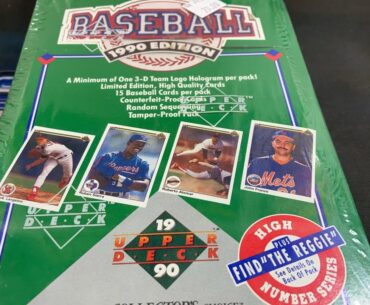 BASEBALL
1990 EDITION
A Minimum of One 3-D Team Logo Hologram per pack!
Limited Edition, High Quality Cards
15 Baseball Cards per pack
Counterfeit-Proof Cards
Random Sequencing
Tamper-Proof Pack
UPPER
DECK
Mets
UPPER
DECK
19
UPPER
DECK
90
HIGH
PLUS
FIND "THE REGGIE"
See Details On
Back Of Pack
NUMBER SERIES